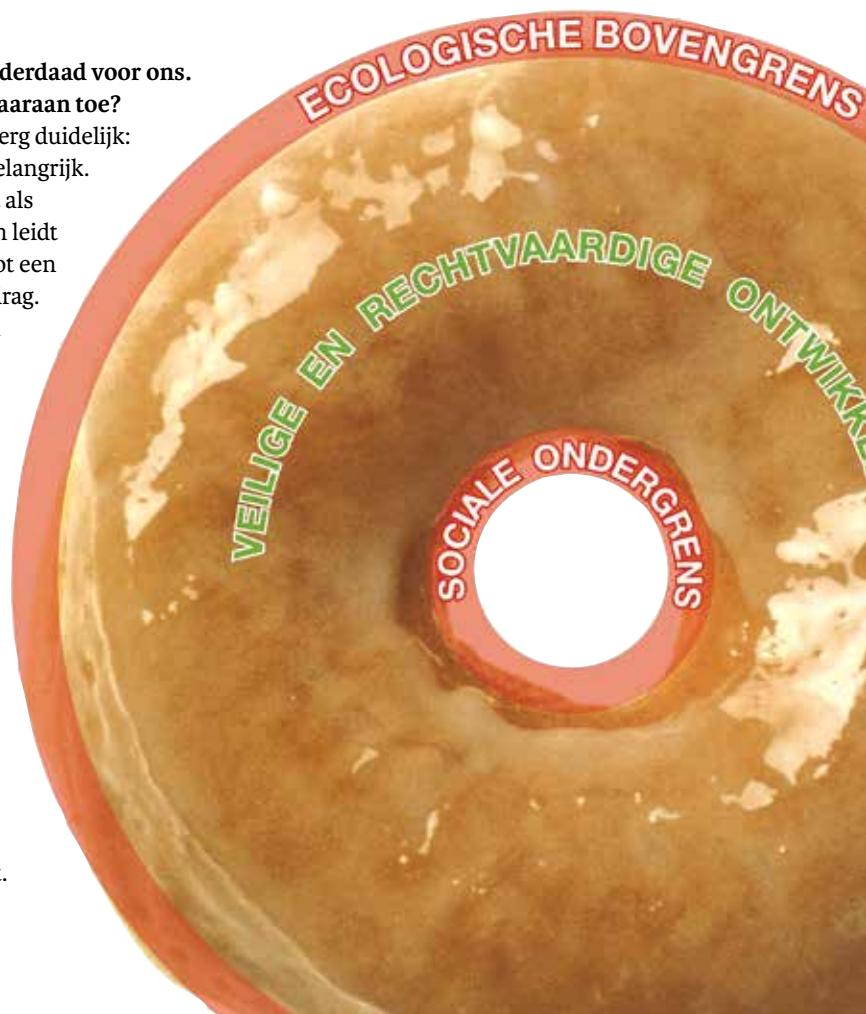 derdaad voor ons.
aaraan toe?
erg duidelijk:
elangrijk.
als
n leidt
ot een
drag.
ECOLOGISCHE BOVENGRENS
VEILIGE EN RECHTVAARDIGE ONTWIKKE
SOCIALE ONDERGRENS